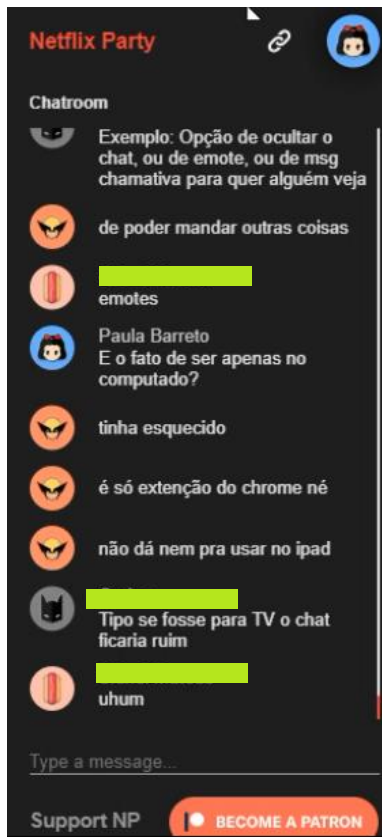 Netflix Party
Chatroom
Exemplo: Opção de ocultar o
chat, ou de emote, ou de msg
chamativa para quer alguém veja
de poder mandar outras coisas
emotes
Paula Barreto
E o fato de ser apenas no
computado?
tinha esquecido
é só extenção do chrome né
não dá nem pra usar no ipad
Tipo se fosse para TV o chat
ficaria ruim
uhum
Type a message...
Support NP
BECOME A PATRON